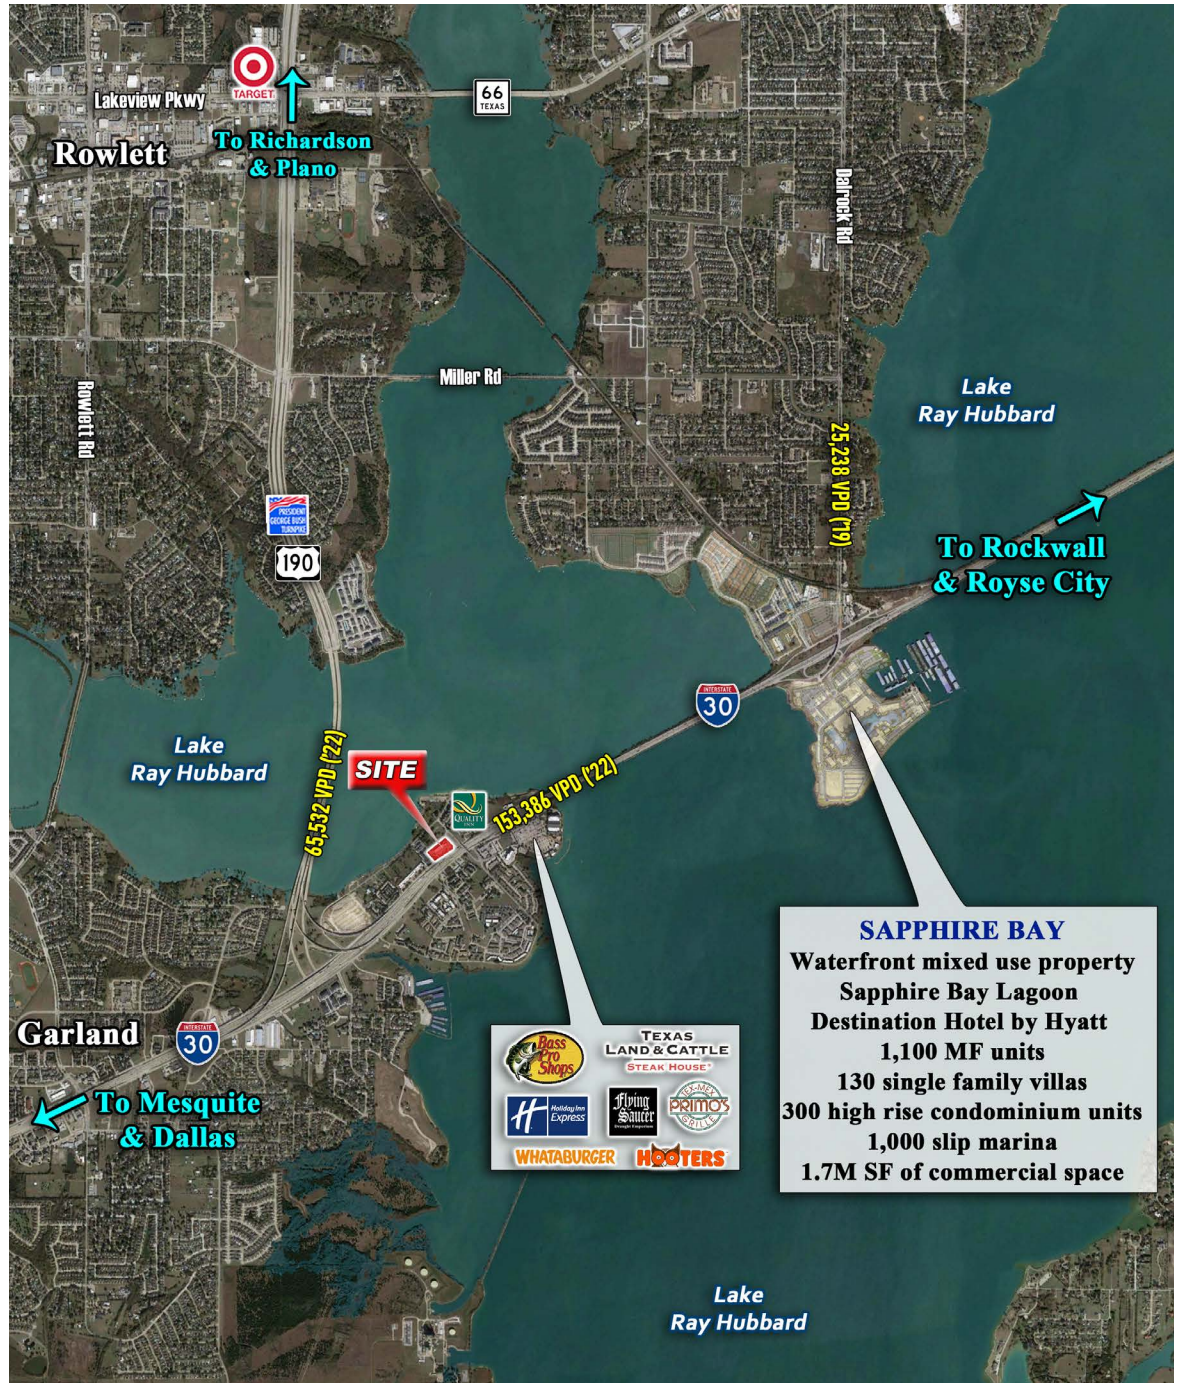 66
TEXAS
TARGET
Lakeview Pkwy
Rowlett
To Richardson
& Plano
Dalrock Rd
Miller Rd
Rowlett Rd
Lake
Ray Hubbard
25,238 VPD ('19)
PRESIDENT
GEORGE BUSH
TURNPIKE
190
To Rockwall
& Royse City
INTERSTATE
30
Lake
Ray Hubbard
65,532 VPD ('22)
SITE
QUALITY
INN
153,386 VPD ('22)
SAPPHIRE BAY
Waterfront mixed use property
Sapphire Bay Lagoon
Destination Hotel by Hyatt
1,100 MF units
130 single family villas
300 high rise condominium units
1,000 slip marina
1.7M SF of commercial space
Garland
INTERSTATE
30
To Mesquite
& Dallas
Bass
Pro
Shops
TEXAS
LAND & CATTLE
STEAK HOUSE
H
Holiday Inn
Express
Flying
Saucer
Draught Emporium
TEX-MEX
PRIMO'S
GRILLE
WHATABURGER
HOOTERS
Lake
Ray Hubbard